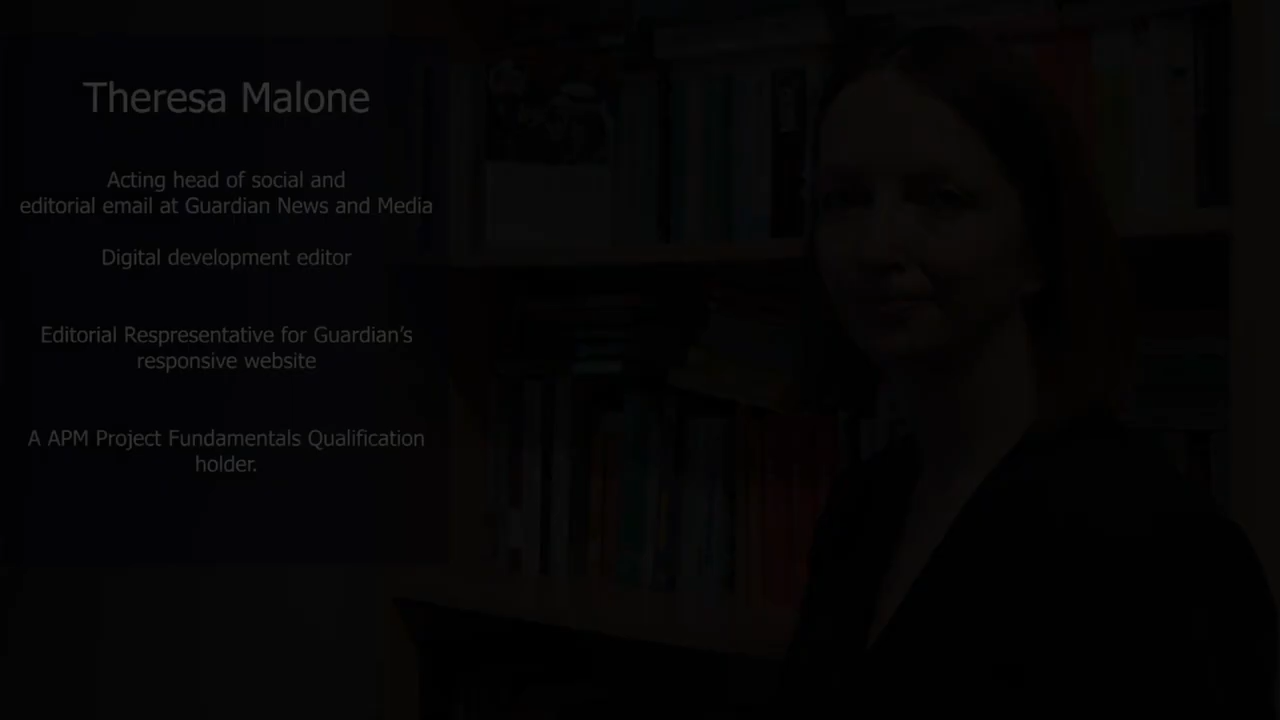 Theresa Malone
Acting head of social and
editorial email at Guardian News and Media
Digital development editor
Editorial Respresentative for Guardian’s
responsive website
A APM Project Fundamentals Qualification
holder.